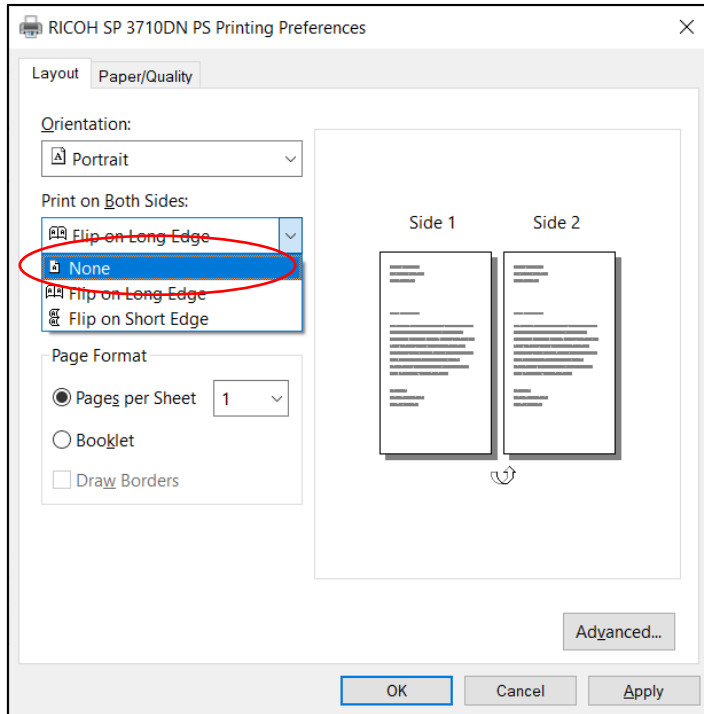 RICOH SP 3710DN PS Printing Preferences
Layout Paper/Quality
Orientation:
Portrait
Print on Both Sides:
Flip on Long Edge
None
Flip on Long Edge
Flip on Short Edge
Page Format
Pages per Sheet 1
Booklet
Draw Borders
Side 1 Side 2
Advanced...
OK Cancel Apply